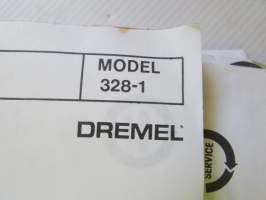 MODEL
328-1
DREMEL
SERVICE